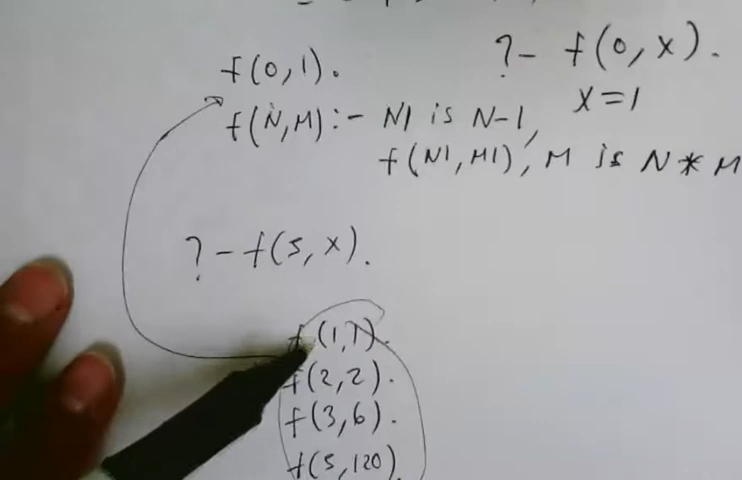 f(0,1).
f(N,M):- N1 is N-1,
f(N1,M1), M is N*M
?- f(0,x).
x=1
?-f(5,x).
f(1,1).
f(2,2).
f(3,6).
f(5,120)